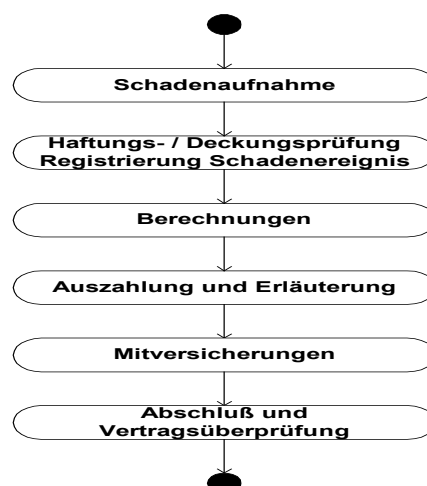 Schadenaufnahme
Haftungs- / Deckungsprüfung
Registrierung Schadenereignis
Berechnungen
Auszahlung und Erläuterung
Mitversicherungen
Abschluß und
Vertragsüberprüfung